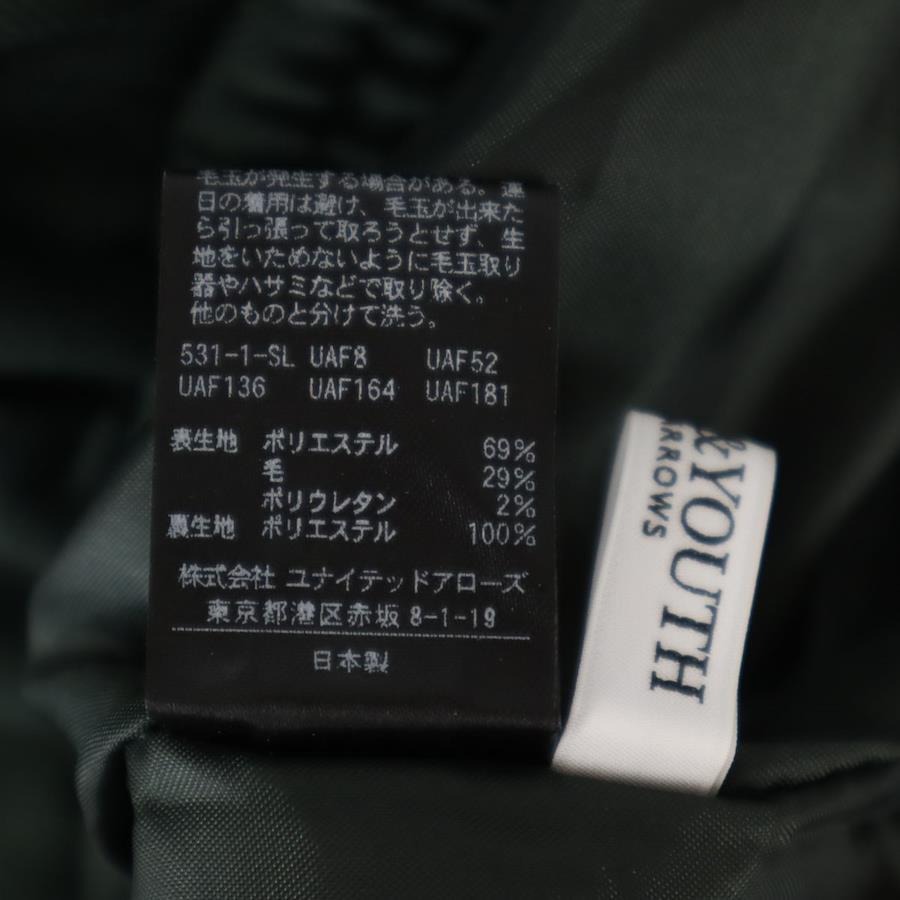 毛玉が発生する場合がある。連
日の着用は避け、毛玉が出来た
ら引っ張って取ろうとせず、生
地をいためないように毛玉取り
器やハサミなどで取り除く。
他のものと分けて洗う。
531-1-SL UAF8 UAF52
UAF136 UAF164 UAF181
表生地 ポリエステル 69%
毛 29%
ポリウレタン 2%
裏生地 ポリエステル 100%
株式会社 ユナイテッドアローズ
東京都港区赤坂 8-1-19
日本製
& YOUTH
ARROWS